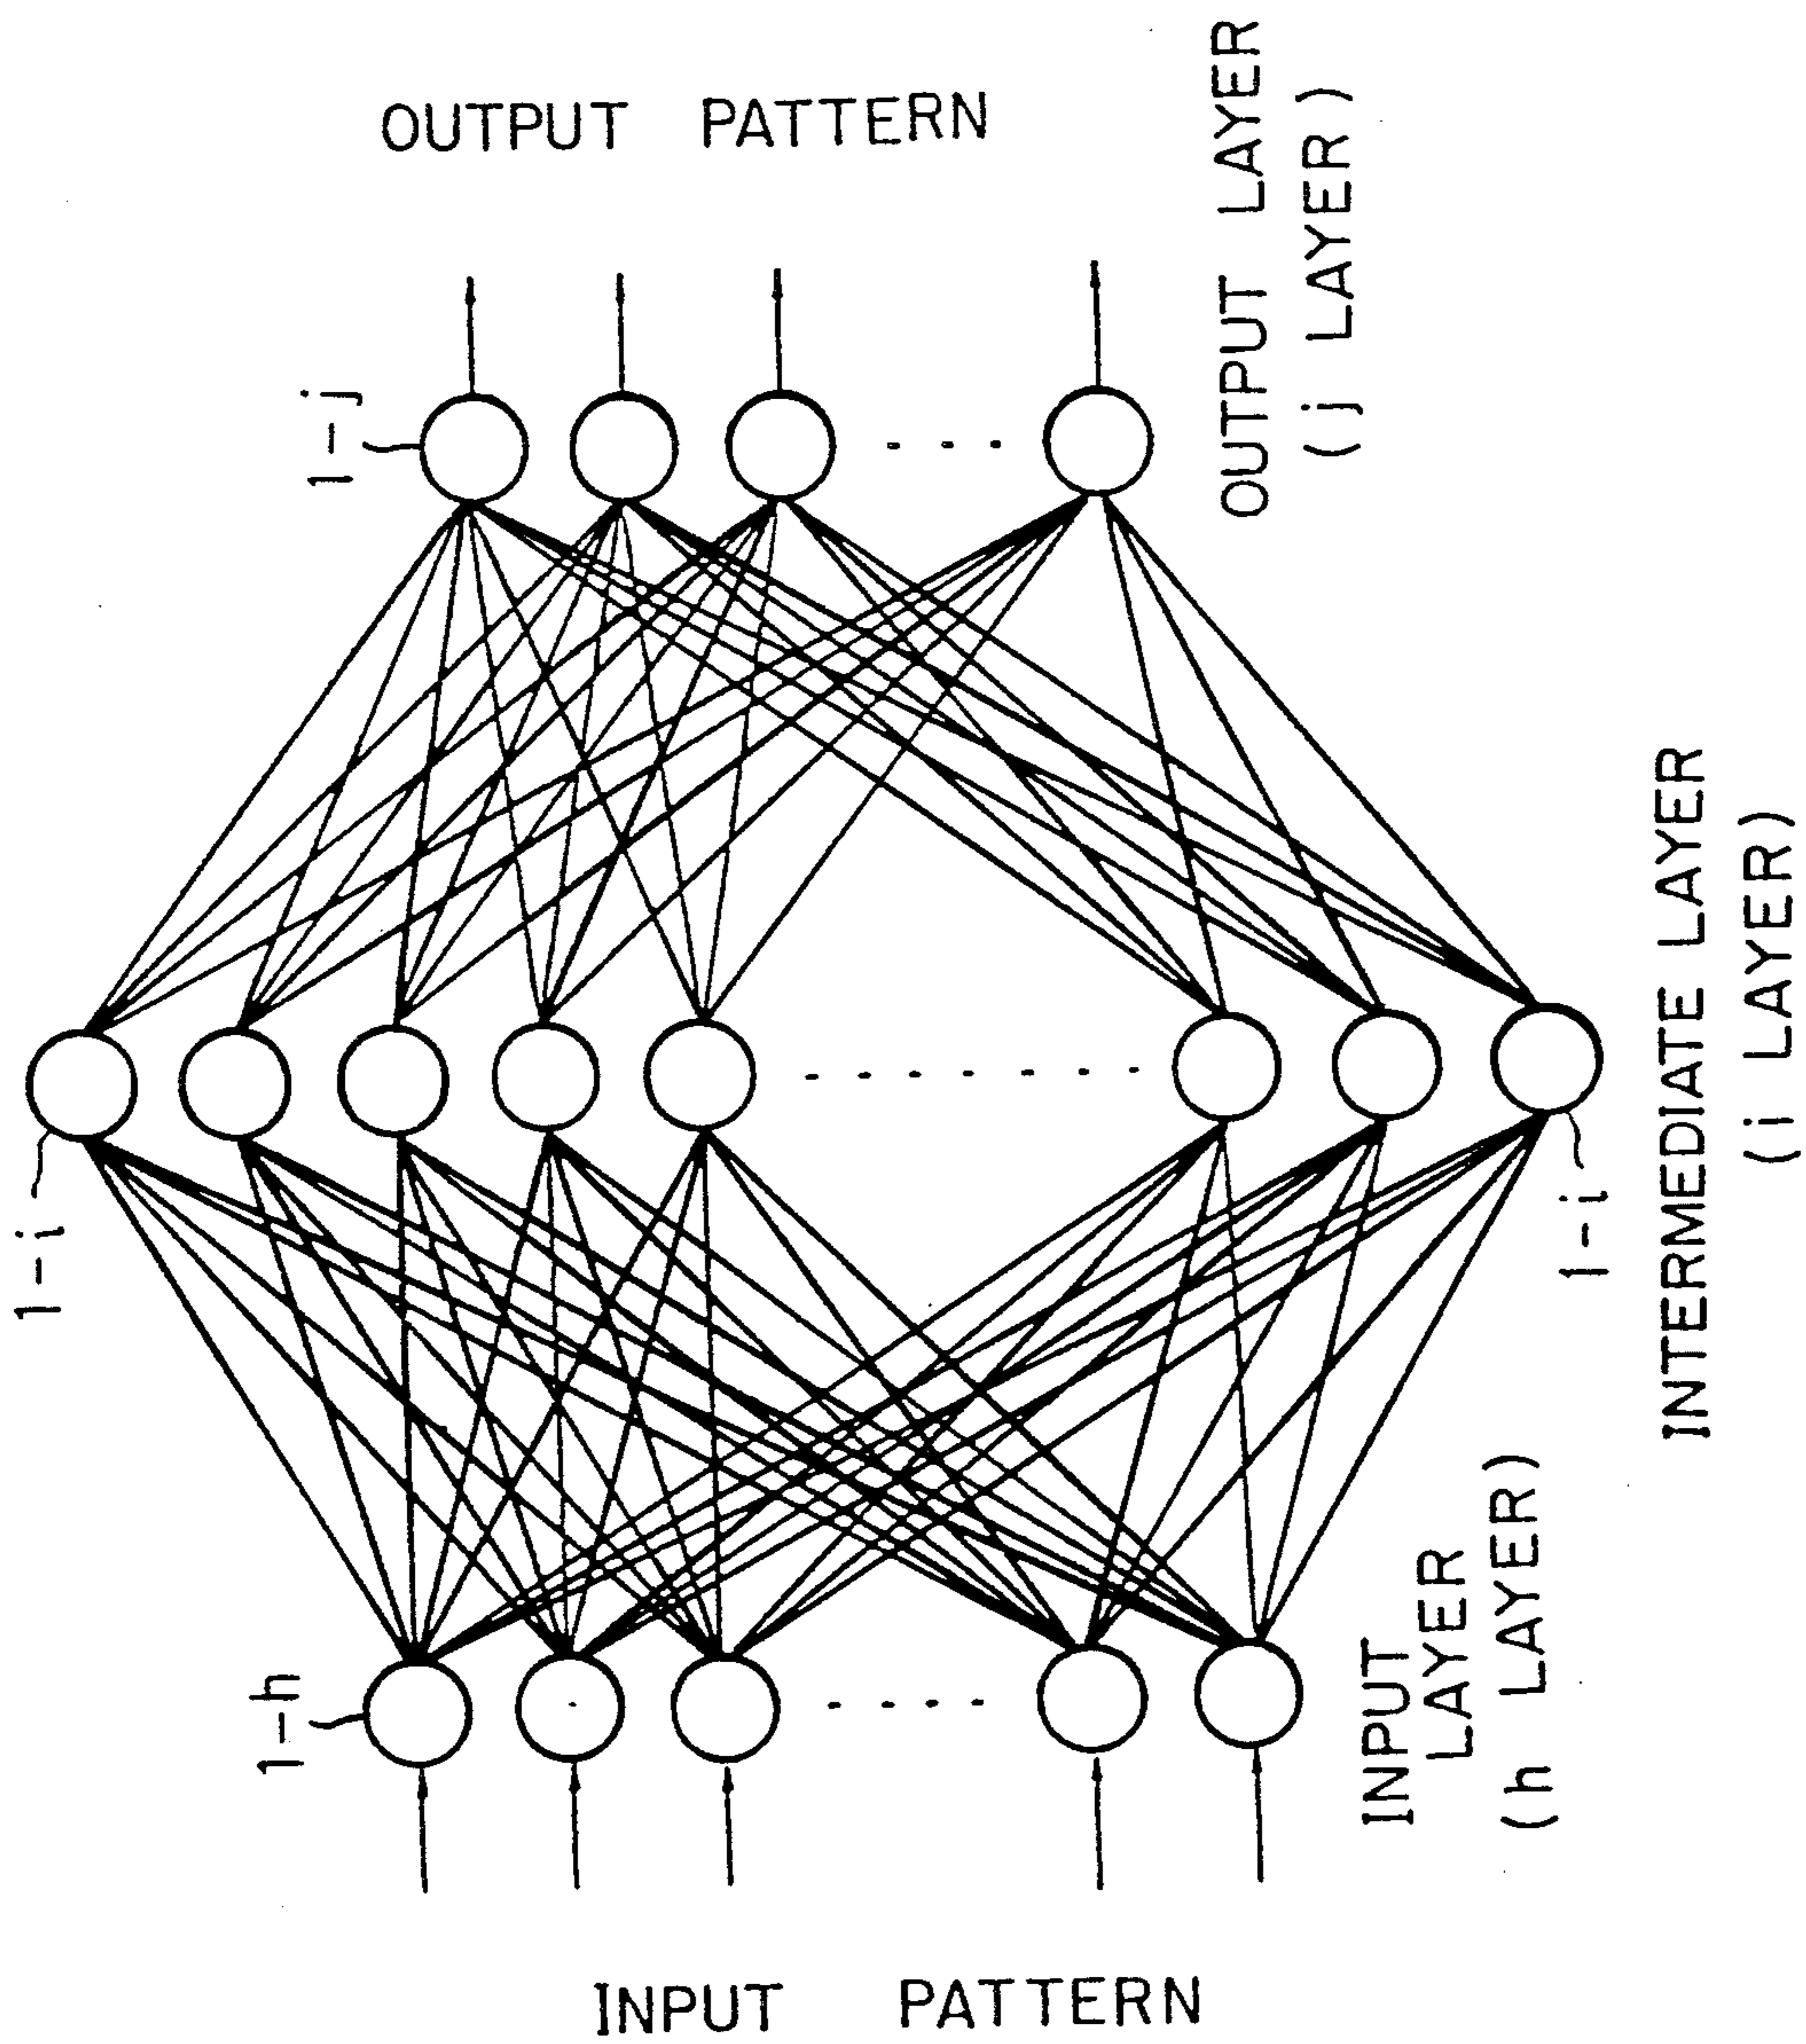 OUTPUT PATTERN
1-j
OUTPUT LAYER
(j LAYER)
1-i
1-i
INTERMEDIATE LAYER
(i LAYER)
1-h
INPUT
LAYER
(h LAYER)
INPUT PATTERN